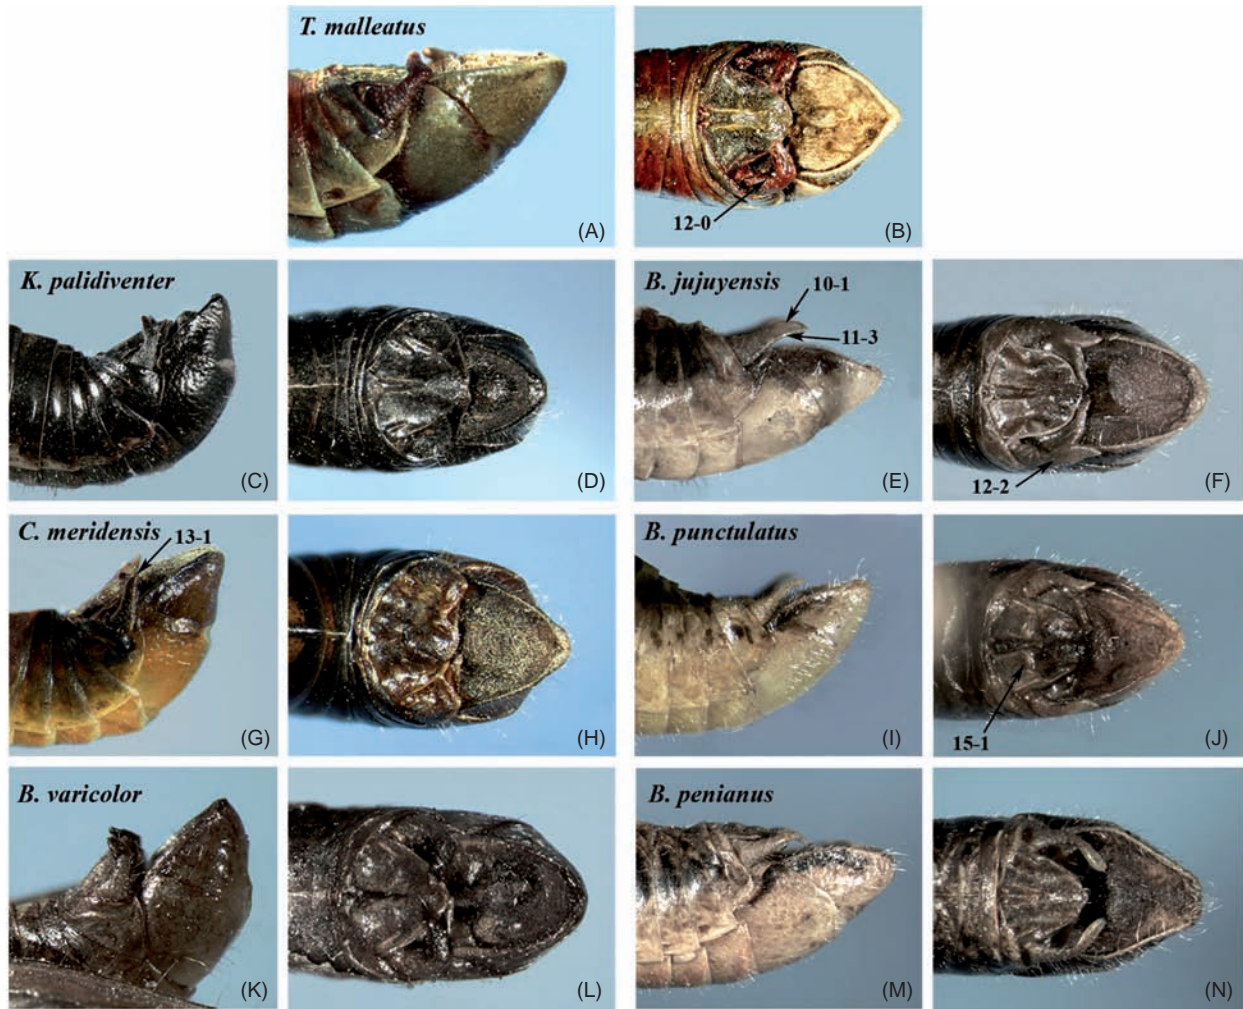 T. malleatus
12-0
(A)
(B)
K. palidiventer
B. jujuyensis
10-1
11-3
12-2
(C)
(D)
(E)
(F)
C. meridensis
13-1
B. punctulatus
15-1
(G)
(H)
(I)
(J)
B. varicolor
B. penianus
(K)
(L)
(M)
(N)